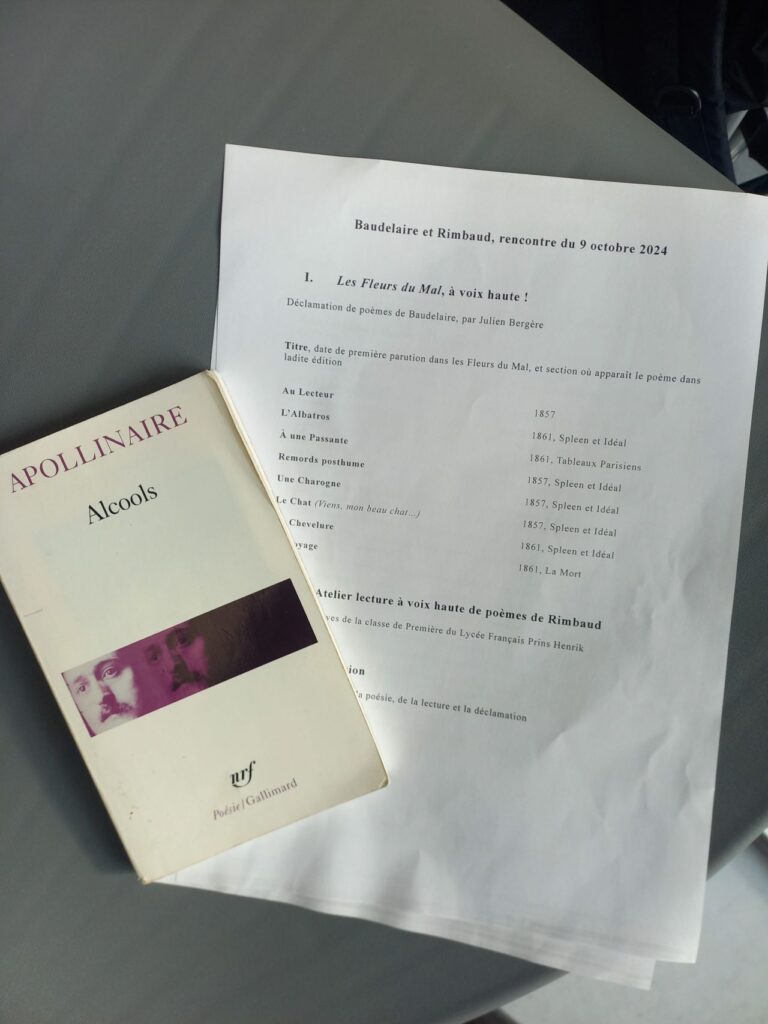 Baudelaire et Rimbaud, rencontre du 9 octobre 2024
I. Les Fleurs du Mal, à voix haute !
Déclamation de poèmes de Baudelaire, par Julien Bergère
Titre, date de première parution dans les Fleurs du Mal, et section où apparaît le poème dans
ladite édition
Au Lecteur 1857
L'Albatros 1861, Spleen et Idéal
À une Passante 1861, Tableaux Parisiens
Remords posthume 1857, Spleen et Idéal
Une Charogne 1857, Spleen et Idéal
Le Chat (Viens, mon beau chat…) 1857, Spleen et Idéal
Chevelure 1861, Spleen et Idéal
oyage 1861, La Mort
Atelier lecture à voix haute de poèmes de Rimbaud
ves de la classe de Première du Lycée Français Prins Henrik
ion
la poésie, de la lecture et la déclamation
APOLLINAIRE
Alcools
nrf
Poésie/Gallimard